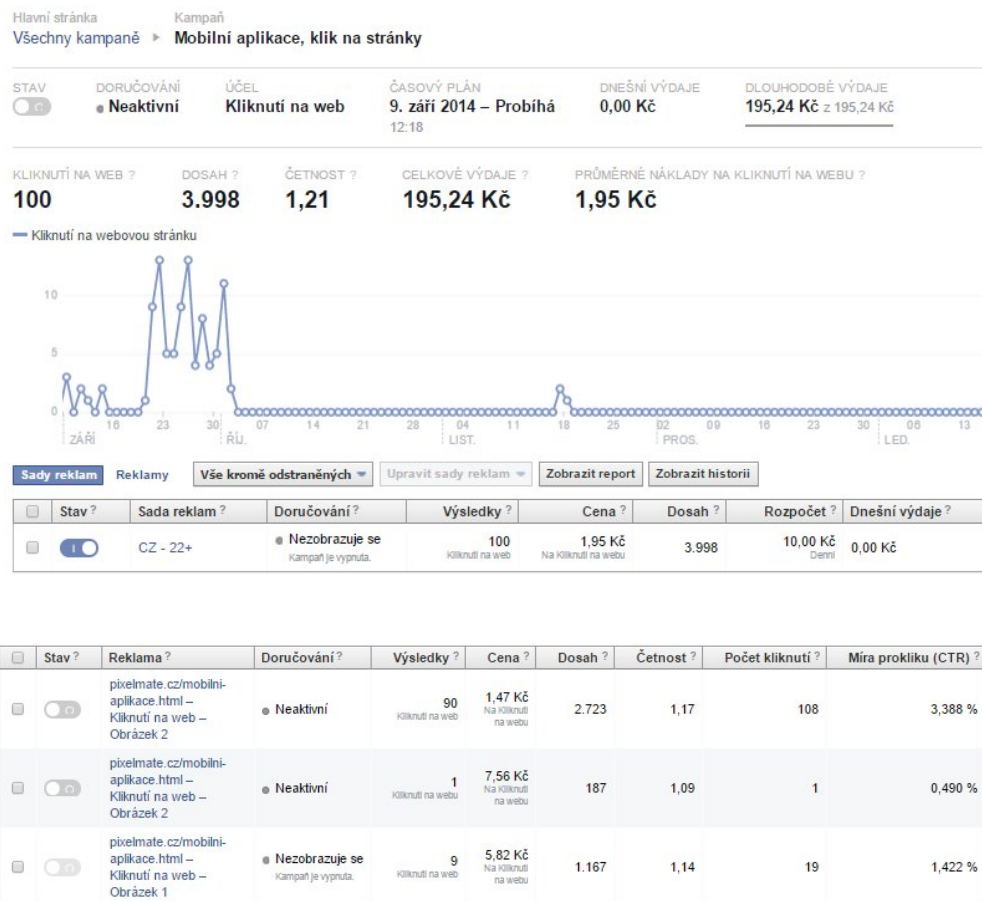 Hlavní stránka Kampaň
Všechny kampaně Mobilní aplikace, klik na stránky
STAV DORUČOVÁNÍ ÚČEL ČASOVÝ PLÁN DNEŠNÍ VÝDAJE DLOUHODOBÉ VÝDAJE
Neaktivní Kliknutí na web 9. září 2014 – Probíhá 0,00 Kč 195,24 Kč z 195,24 Kč
12:18
KLIKNUTÍ NA WEB ? DOSAH ? ČETNOST ? CELKOVÉ VÝDAJE ? PRŮMĚRNÉ NÁKLADY NA KLIKNUTÍ NA WEBU ?
100 3.998 1,21 195,24 Kč 1,95 Kč
Kliknutí na webovou stránku
10
5
0
16 23 30 07 14 21 28 04 11 18 25 02 09 16 23 30 06 13
ZÁŘÍ ŘÍJ. LIST. PROS. LED.
Sady reklam Reklamy Vše kromě odstraněných Upravit sady reklam Zobrazit report Zobrazit historii
Stav ? Sada reklam ? Doručování ? Výsledky ? Cena ? Dosah ? Rozpočet ? Dnešní výdaje ?
CZ - 22+ Nezobrazuje se 100 1,95 Kč 3.998 10,00 Kč 0,00 Kč
Kampaň je vypnuta. Kliknutí na web Na Kliknutí na webu Denní
Stav ? Reklama ? Doručování ? Výsledky ? Cena ? Dosah ? Četnost ? Počet kliknutí ? Míra prokliku (CTR) ?
pixelmate.cz/mobilni-
aplikace.html –
Kliknutí na web –
Obrázek 2
Neaktivní 90 1,47 Kč 2.723 1,17 108 3,388 %
Kliknutí na web Na Kliknutí
na webu
pixelmate.cz/mobilni-
aplikace.html –
Kliknutí na web –
Obrázek 2
Neaktivní 1 7,56 Kč 187 1,09 1 0,490 %
Kliknutí na webu Na Kliknutí
na webu
pixelmate.cz/mobilni-
aplikace.html –
Kliknutí na web –
Obrázek 1
Nezobrazuje se 9 5,82 Kč 1.167 1,14 19 1,422 %
Kampaň je vypnuta. Kliknutí na web Na Kliknutí
na webu